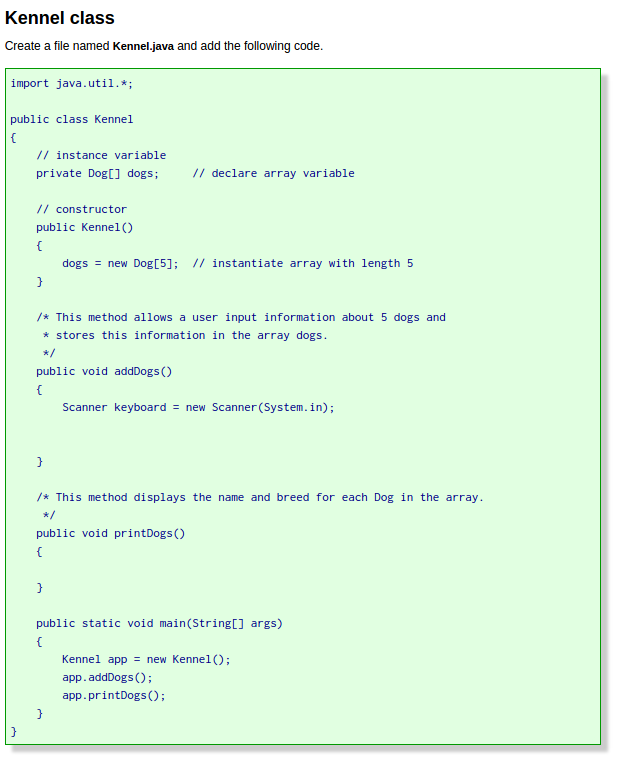 Kennel class
Create a file named Kennel.java and add the following code.
import java.util.*;
public class Kennel
{
    // instance variable
    private Dog[] dogs;     // declare array variable
    // constructor
    public Kennel()
    {
        dogs = new Dog[5];  // instantiate array with length 5
    }
    /* This method allows a user input information about 5 dogs and
     * stores this information in the array dogs.
     */
    public void addDogs()
    {
        Scanner keyboard = new Scanner(System.in);
    }
    /* This method displays the name and breed for each Dog in the array.
     */
    public void printDogs()
    {
    }
    public static void main(String[] args)
    {
        Kennel app = new Kennel();
        app.addDogs();
        app.printDogs();
    }
}